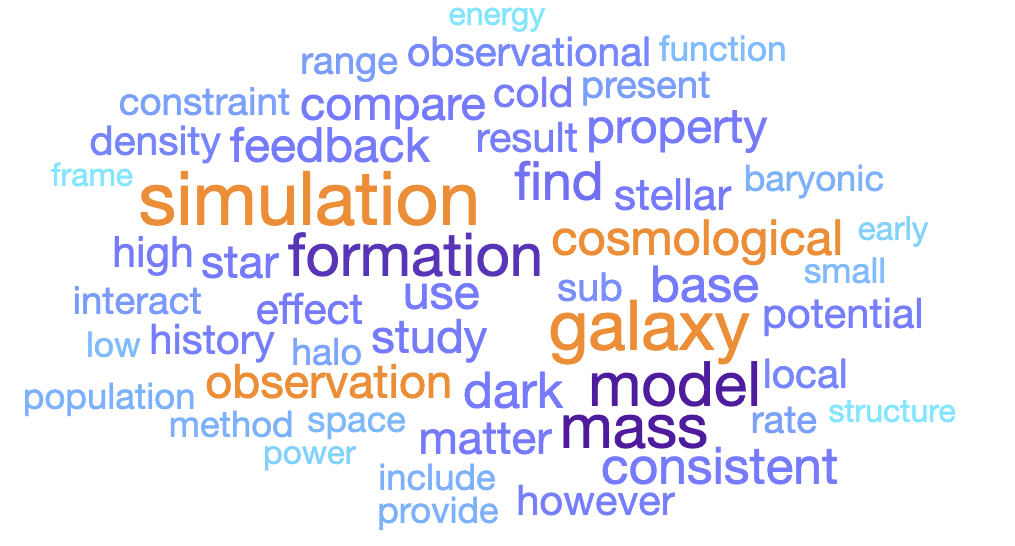 energy
range observational function
constraint compare cold present
density feedback result property
frame simulation find stellar baryonic
high star formation cosmological early
interact effect use sub base small
low history halo study galaxy potential
population observation dark model local
method space matter mass rate structure
power include consistent
provide however